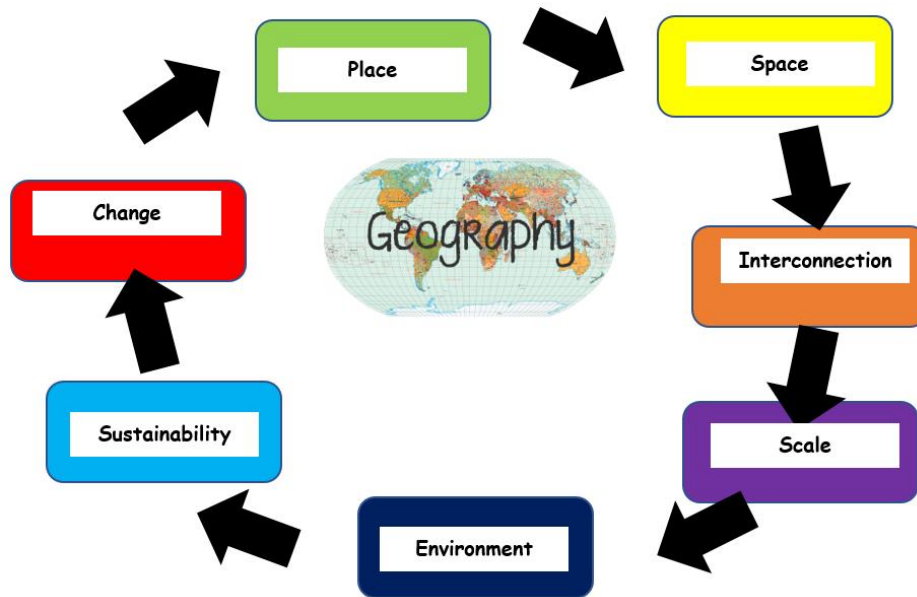 Place
Space
Change
Geography
Interconnection
Sustainability
Scale
Environment